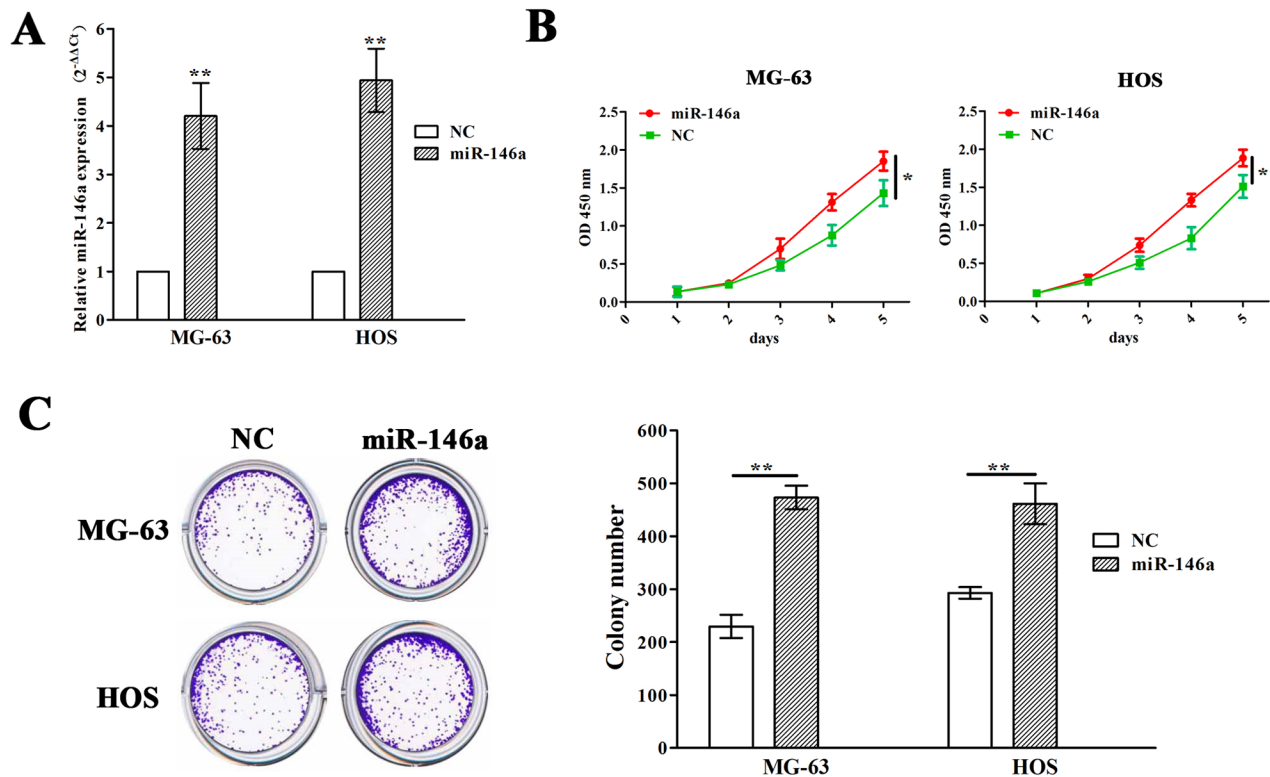 A
Relative miR-146a expression (2-ΔΔCt)
6
5
4
3
2
1
0
**
**
MG-63
HOS
NC
miR-146a
B
MG-63
miR-146a
NC
OD 450 nm
2.5
2.0
1.5
1.0
0.5
0.0
*
0
1
2
3
4
5
days
HOS
miR-146a
NC
OD 450 nm
2.5
2.0
1.5
1.0
0.5
0.0
*
0
1
2
3
4
5
days
C
NC
miR-146a
MG-63
HOS
Colony number
600
500
400
300
200
100
0
**
**
MG-63
HOS
NC
miR-146a